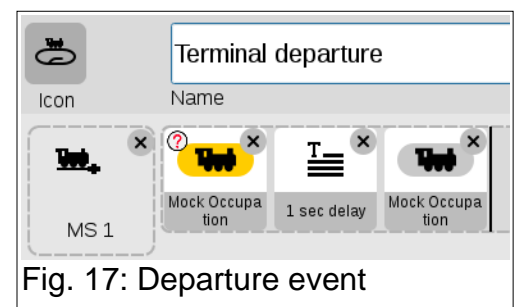 Terminal departure
Icon
Name
?
T
MS 1
Mock Occupa
tion
1 sec delay
Mock Occupa
tion
Fig. 17: Departure event